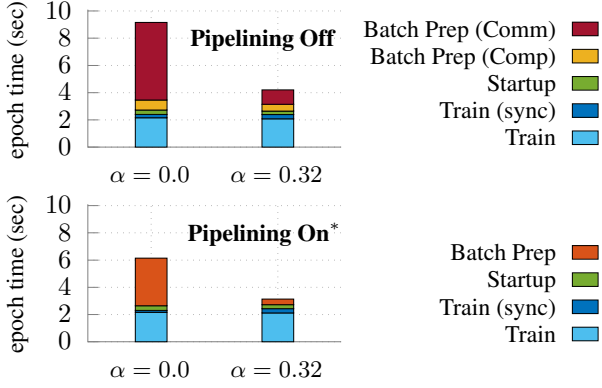 epoch time (sec)
10
8
6
4
2
0
Pipelining Off
α = 0.0
α = 0.32
Batch Prep (Comm)
Batch Prep (Comp)
Startup
Train (sync)
Train
epoch time (sec)
10
8
6
4
2
0
Pipelining On*
α = 0.0
α = 0.32
Batch Prep
Startup
Train (sync)
Train